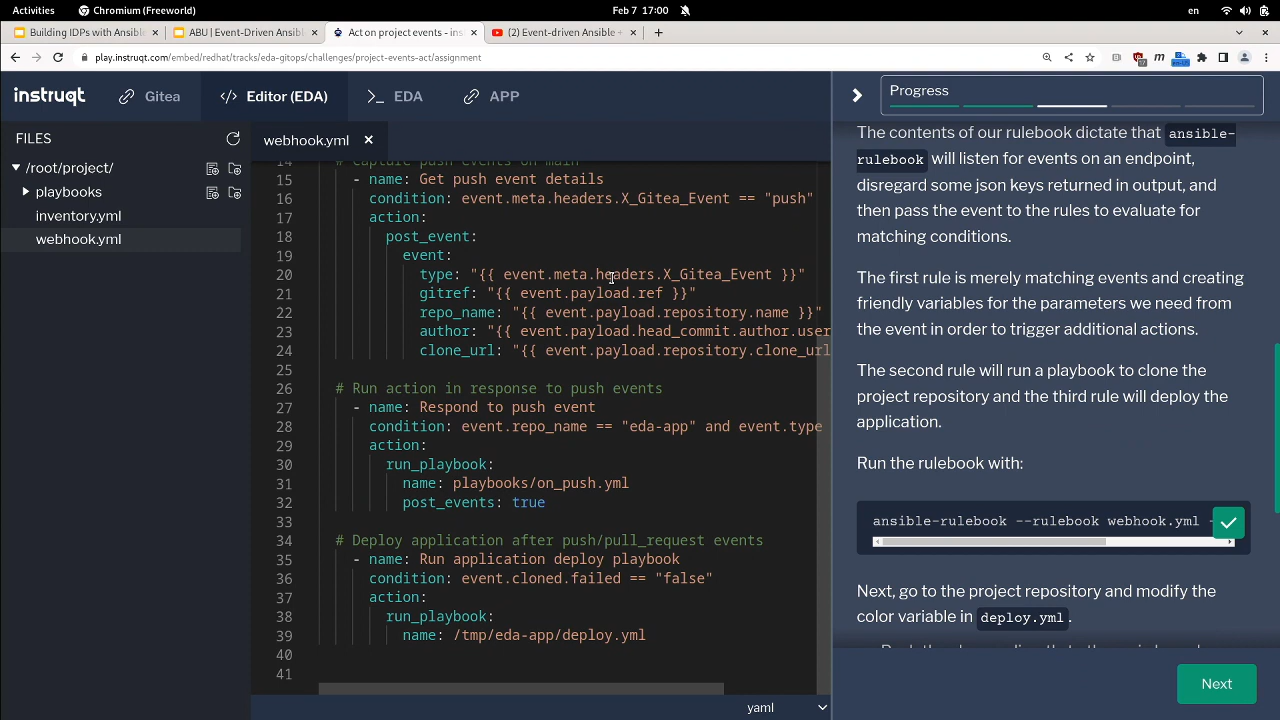 Activities
Chromium (Freeworld)
Feb 7 17:00
en
Building IDPs with Ansible
ABU | Event-Driven Ansible
Act on project events - ins
(2) Event-driven Ansible +
play.instruqt.com/embed/redhat/tracks/eda-gitops/challenges/project-events-act/assignment
instruqt
Gitea
Editor (EDA)
EDA
APP
Progress
FILES
/root/project/
playbooks
inventory.yml
webhook.yml
webhook.yml
14 # Capture push events on main
15 - name: Get push event details
16 condition: event.meta.headers.X_Gitea_Event == "push"
17 action:
18 post_event:
19 event:
20 type: "{{ event.meta.headers.X_Gitea_Event }}"
21 gitref: "{{ event.payload.ref }}"
22 repo_name: "{{ event.payload.repository.name }}"
23 author: "{{ event.payload.head_commit.author.user
24 clone_url: "{{ event.payload.repository.clone_url
25
26 # Run action in response to push events
27 - name: Respond to push event
28 condition: event.repo_name == "eda-app" and event.type
29 action:
30 run_playbook:
31 name: playbooks/on_push.yml
32 post_events: true
33
34 # Deploy application after push/pull_request events
35 - name: Run application deploy playbook
36 condition: event.cloned.failed == "false"
37 action:
38 run_playbook:
39 name: /tmp/eda-app/deploy.yml
40
41
yaml
The contents of our rulebook dictate that ansible-
rulebook will listen for events on an endpoint,
disregard some json keys returned in output, and
then pass the event to the rules to evaluate for
matching conditions.
The first rule is merely matching events and creating
friendly variables for the parameters we need from
the event in order to trigger additional actions.
The second rule will run a playbook to clone the
project repository and the third rule will deploy the
application.
Run the rulebook with:
ansible-rulebook --rulebook webhook.yml -
Next, go to the project repository and modify the
color variable in deploy.yml.
Next